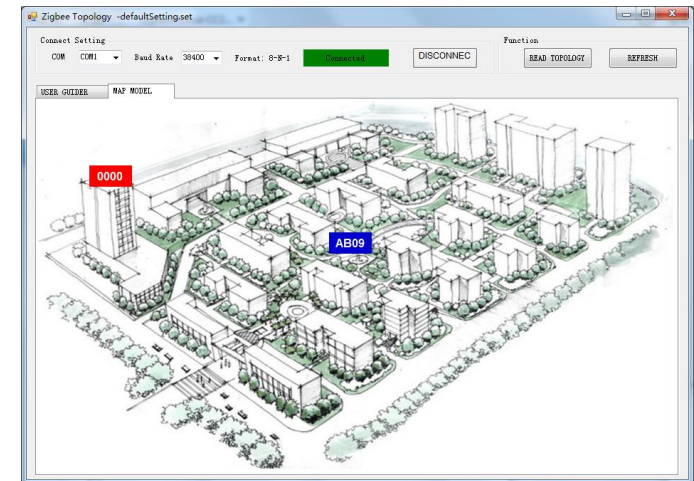 Zigbee Topology -defaultSetting.set
Connect Setting
COM COM1 Baud Rate 38400 Format: 8-N-1 Connected DISCONNEC
Function
READ TOPOLOGY REFRESH
USER GUIDER MAP MODEL
0000
AB09